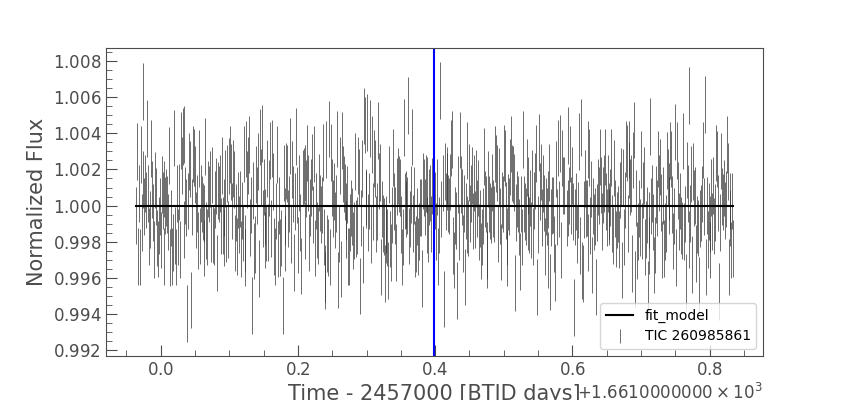 1.008
1.006
1.004
1.002
1.000
0.998
0.996
0.994
0.992
Normalized Flux
fit_model
TIC 260985861
0.0 0.2 0.4 0.6 0.8
Time - 2457000 [BTJD days]
+1.6610000000 × 10³